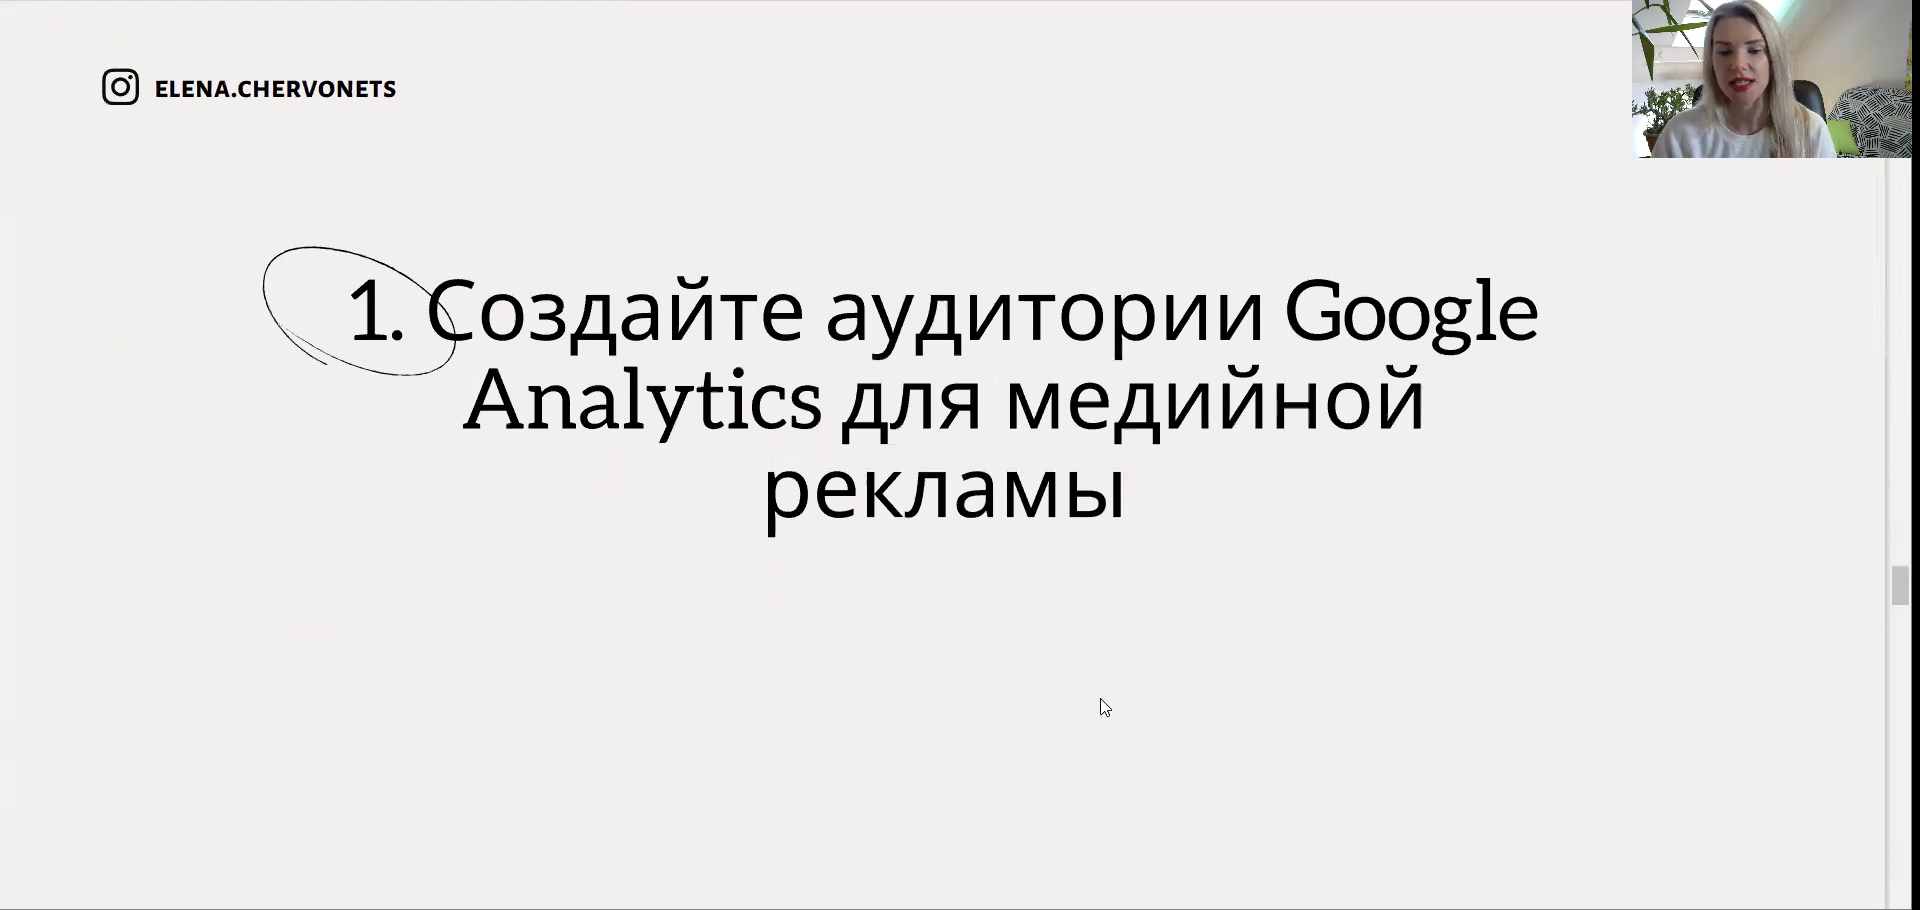 ELENA.CHERVONETS
1. Создайте аудитории Google
Analytics для медийной
рекламы